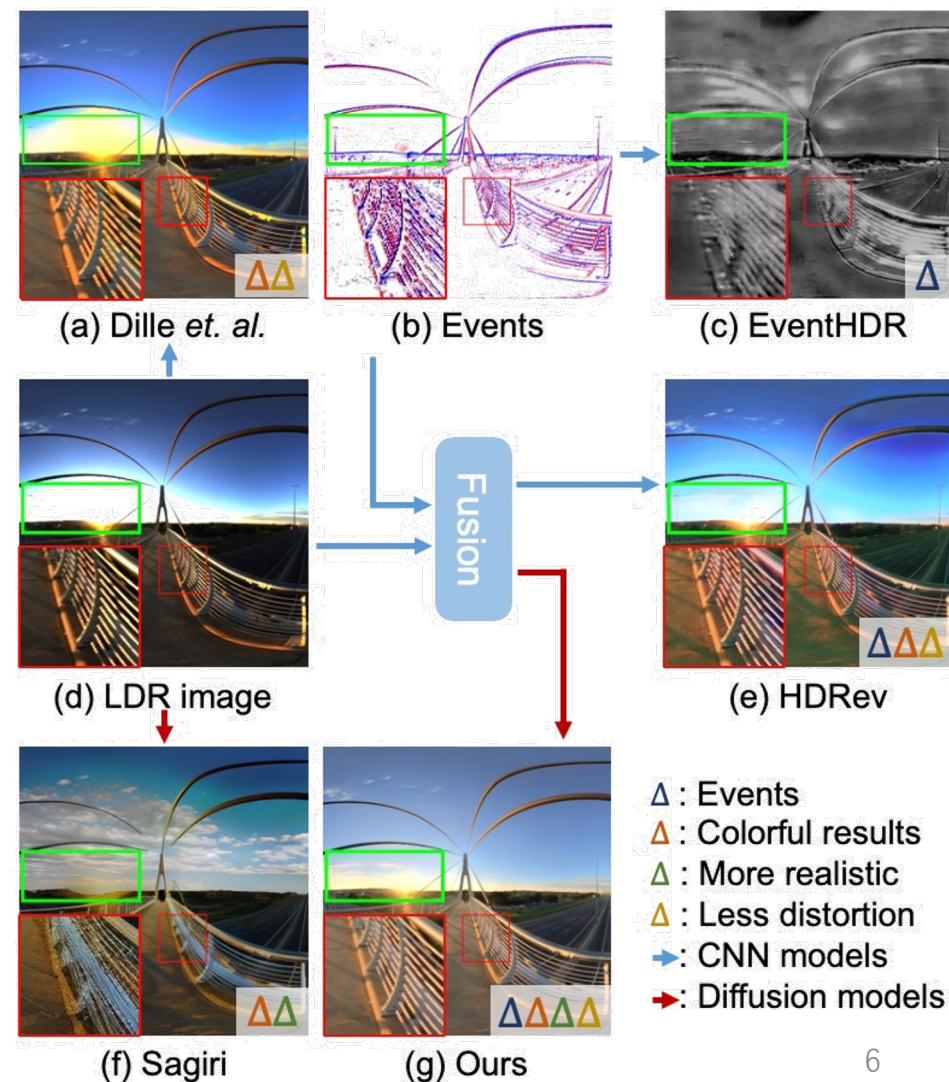 (a) Dille et. al.
(b) Events
(c) EventHDR
Fusion
(d) LDR image
(e) HDRev
Δ : Events
Δ : Colorful results
Δ : More realistic
Δ : Less distortion
→: CNN models
→: Diffusion models
(f) Sagiri
(g) Ours
6